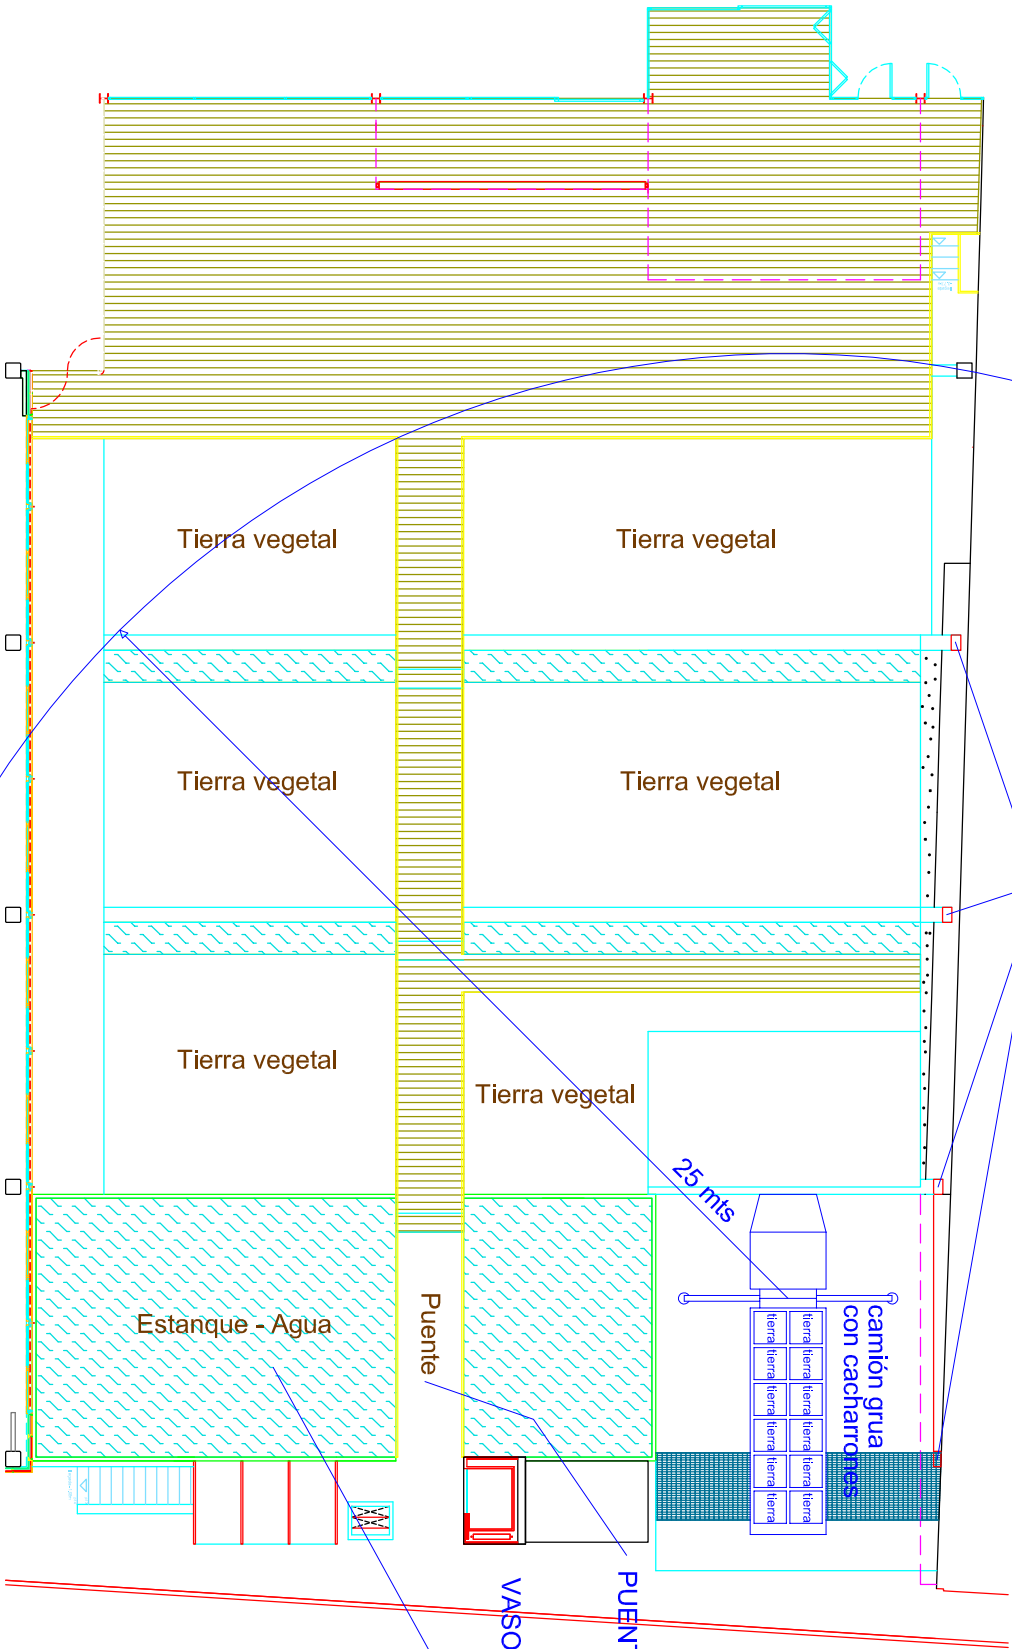 Tierra vegetal
Tierra vegetal
Tierra vegetal
Tierra vegetal
Tierra vegetal
Tierra vegetal
25 mts
Estanque - Agua
Puente
camión grua
con cacharrones
tierra tierra
tierra tierra
tierra tierra
tierra tierra
tierra tierra
tierra tierra
PUENT
VASO